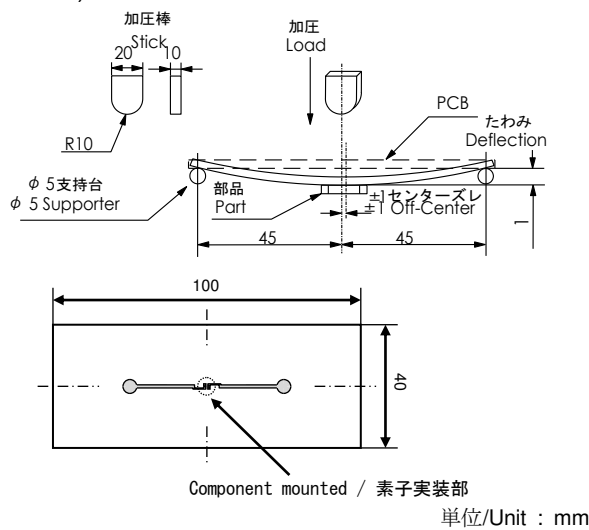 加圧棒
Stick
20
10
R10
加圧
Load
PCB
たわみ
Deflection
φ 5支持台
φ 5 Supporter
部品
Part
±1センターズレ
±1 Off-Center
1
45
45
100
40
Component mounted / 素子実装部
単位/Unit : mm